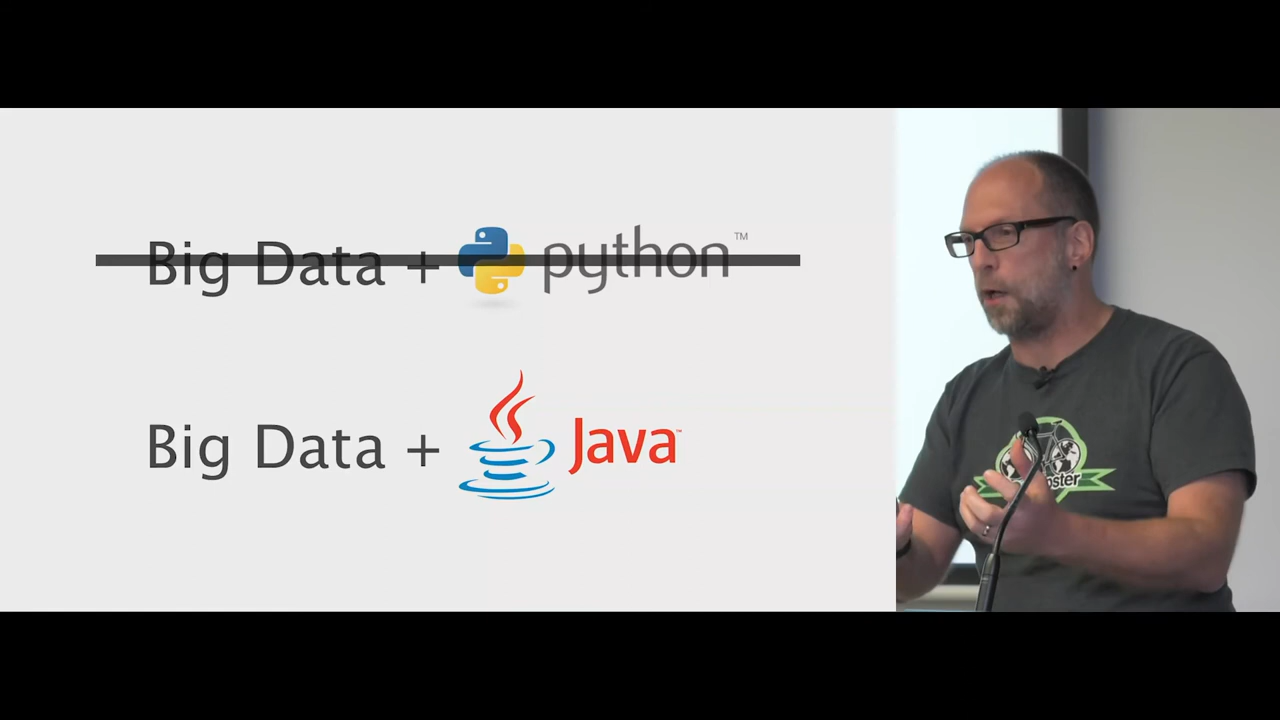 Big Data + python™
Big Data + Java™